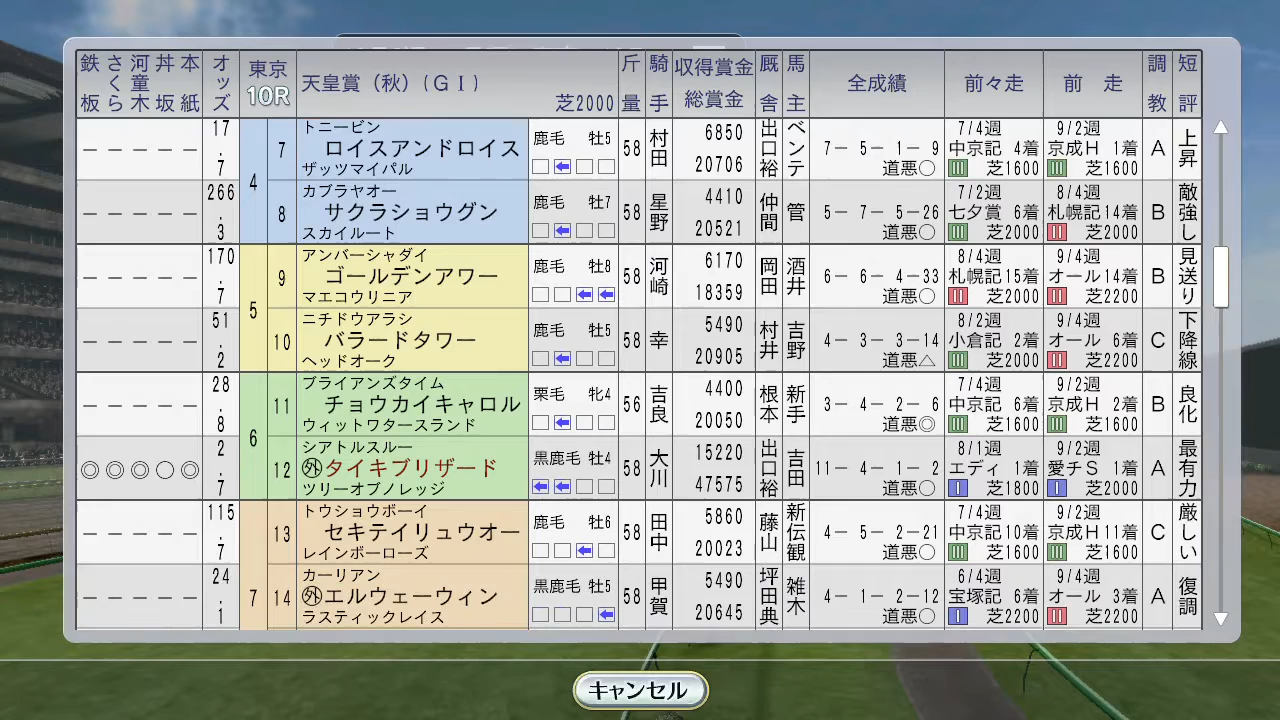 鉄板 さくら 河童木 丼坂 本紙 オッズ 東京10R 天皇賞（秋）（GⅠ） 芝2000 斤量 騎手 収得賞金 総賞金 厩舎 馬主 全成績 前々走 前 走 調教 短評
－ － － － － 17.7 4 7 トニービン ロイスアンドロイス ザッツマイパル 鹿毛 牡5 ← 58 村田 6850 20706 出口裕 ベンテ 7－ 5－ 1－ 9 道悪○ 7/4週 中京記 4着 Ⅲ 芝1600 9/2週 京成H 1着 Ⅲ 芝1600 A 上昇
－ － － － － 266.3 8 カブラヤオー サクラショウグン スカイルート 鹿毛 牡7 ← 58 星野 4410 20521 仲間 管 5－ 7－ 5－26 道悪○ 7/2週 七夕賞 6着 Ⅲ 芝2000 8/4週 札幌記14着 Ⅱ 芝2000 B 敵強し
－ － － － － 170.7 5 9 アンバーシャダイ ゴールデンアワー マエコウリニア 鹿毛 牡8 ← ← 58 河崎 6170 18359 岡田 酒井 6－ 6－ 4－33 道悪○ 8/4週 札幌記15着 Ⅱ 芝2000 9/4週 オール14着 Ⅱ 芝2200 B 見送り
－ － － － － 51.2 10 ニチドウアラシ バラードタワー ヘッドオーク 鹿毛 牡5 ← 58 幸 5490 20905 村井 吉野 4－ 3－ 3－14 道悪△ 8/2週 小倉記 2着 Ⅲ 芝2000 9/4週 オール 6着 Ⅱ 芝2200 C 下降線
－ － － － － 28.8 6 11 ブライアンズタイム チョウカイキャロル ウィットワタースランド 栗毛 牝4 ← 56 吉良 4400 20050 根本 新手 3－ 4－ 2－ 6 道悪◎ 7/4週 中京記 6着 Ⅲ 芝1600 9/2週 京成H 2着 Ⅲ 芝1600 B 良化
◎ ◎ ◎ ○ ◎ 2.7 12 シアトルスルー 外タイキブリザード ツリーオブノレッジ 黒鹿毛 牡4 ← ← 58 大川 15220 47575 出口裕 吉田 11－ 4－ 1－ 2 道悪○ 8/1週 エディ 1着 Ⅰ 芝1800 9/2週 愛チS 1着 Ⅰ 芝2000 A 最有力
－ － － － － 115.7 7 13 トウショウボーイ セキテイリュウオー レインボーローズ 鹿毛 牡6 ← 58 田中 5860 20023 藤山 新伝観 4－ 5－ 2－21 道悪○ 7/4週 中京記10着 Ⅲ 芝1600 9/2週 京成H11着 Ⅲ 芝1600 C 厳しい
－ － － － － 24.1 14 カーリアン 外エルウェーウィン ラスティックレイス 黒鹿毛 牡5 ← 58 甲賀 5490 20645 坪田典 雑木 4－ 1－ 2－12 道悪○ 6/4週 宝塚記 6着 Ⅰ 芝2200 9/4週 オール 3着 Ⅱ 芝2200 A 復調
キャンセル